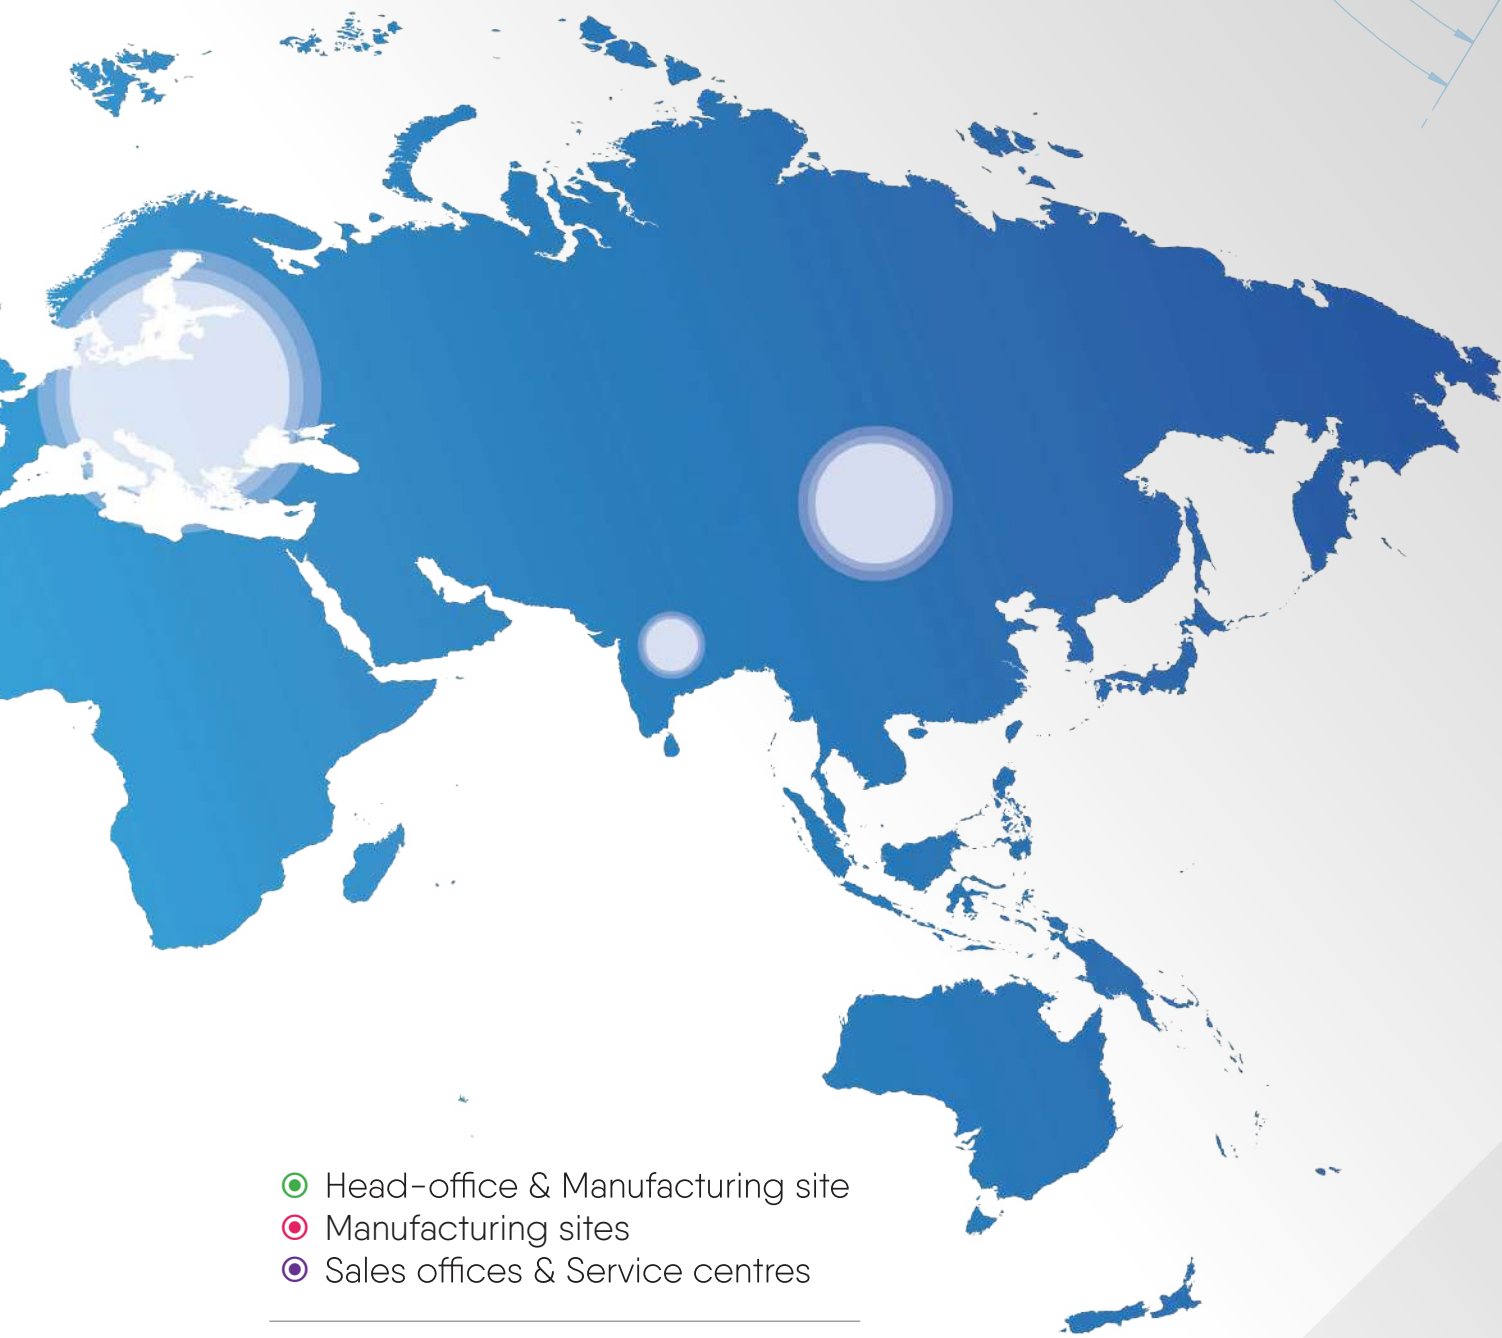 Head-office & Manufacturing site
Manufacturing sites
Sales offices & Service centres